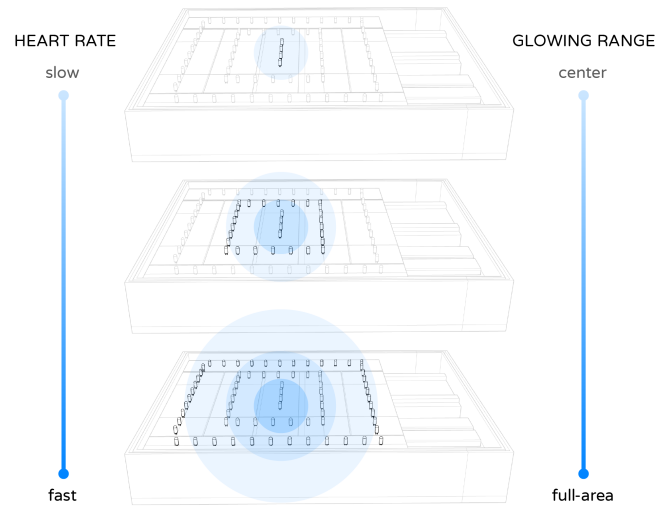 HEART RATE
slow
fast
GLOWING RANGE
center
full-area